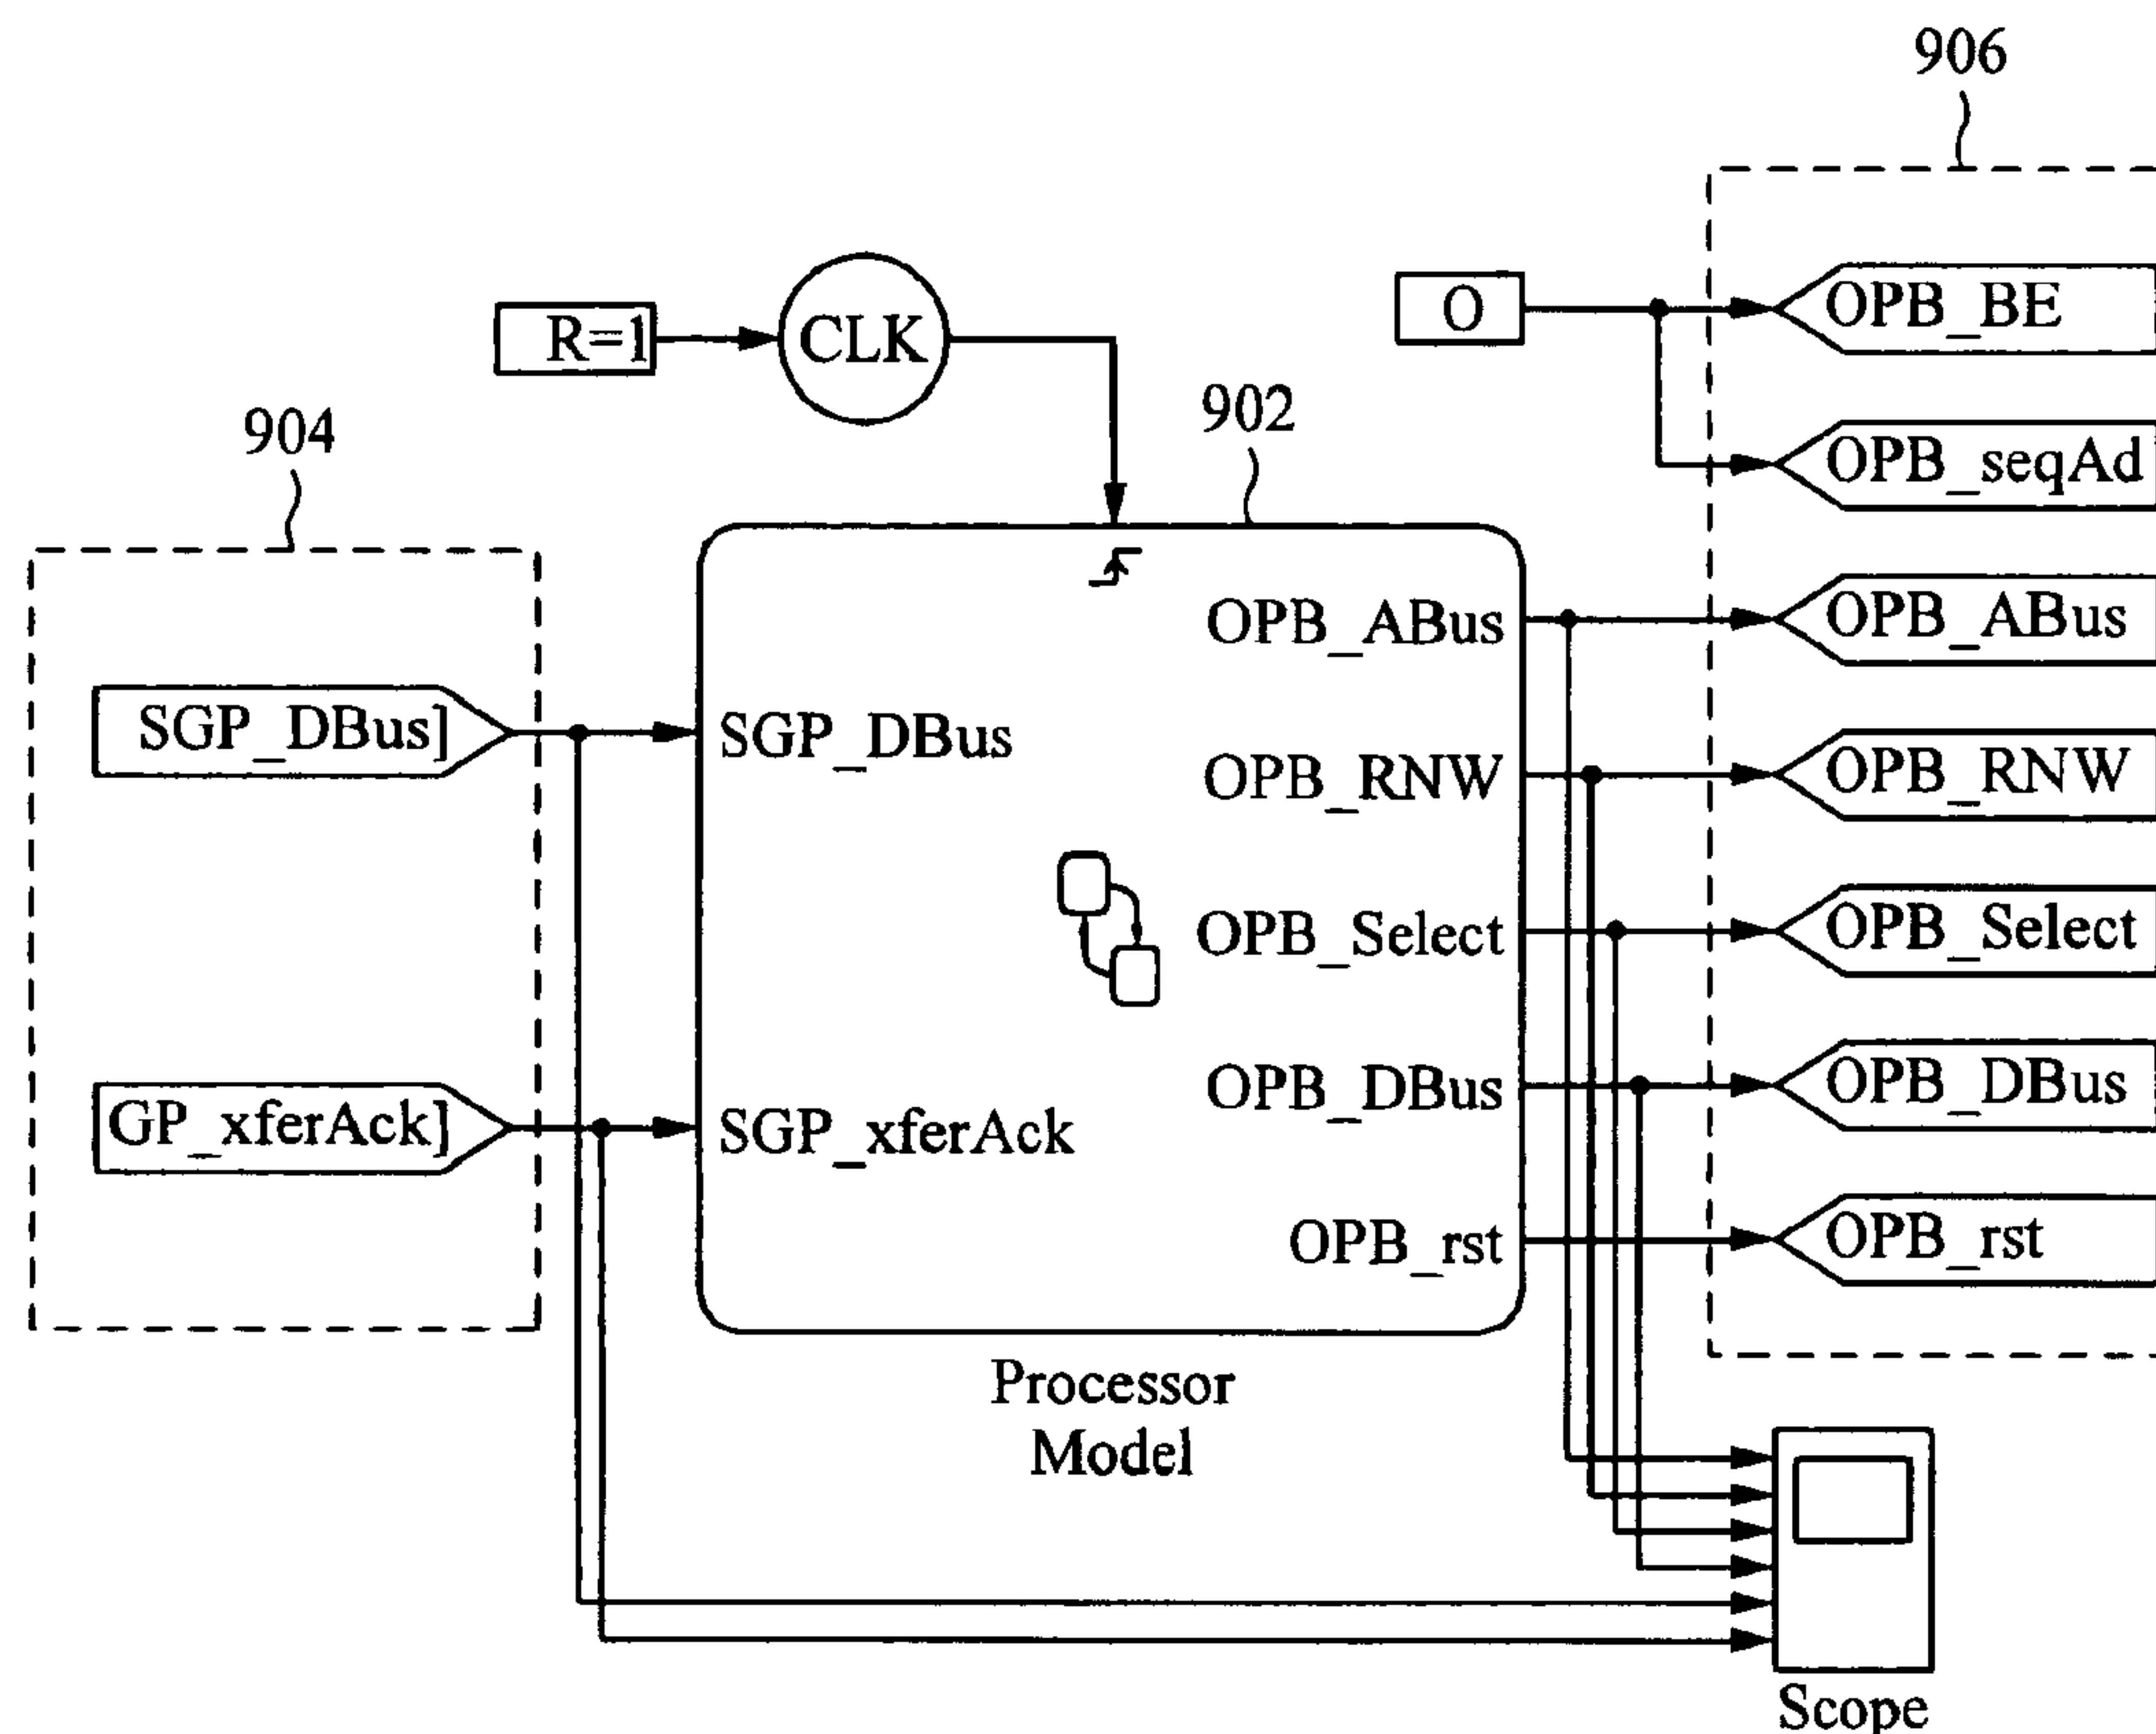 906
R=1
CLK
O
OPB_BE
904
902
OPB_seqAd
OPB_ABus
OPB_ABus
SGP_DBus]
SGP_DBus
OPB_RNW
OPB_RNW
OPB_Select
OPB_Select
OPB_DBus
OPB_DBus
GP_xferAck]
SGP_xferAck
OPB_rst
OPB_rst
Processor
Model
Scope